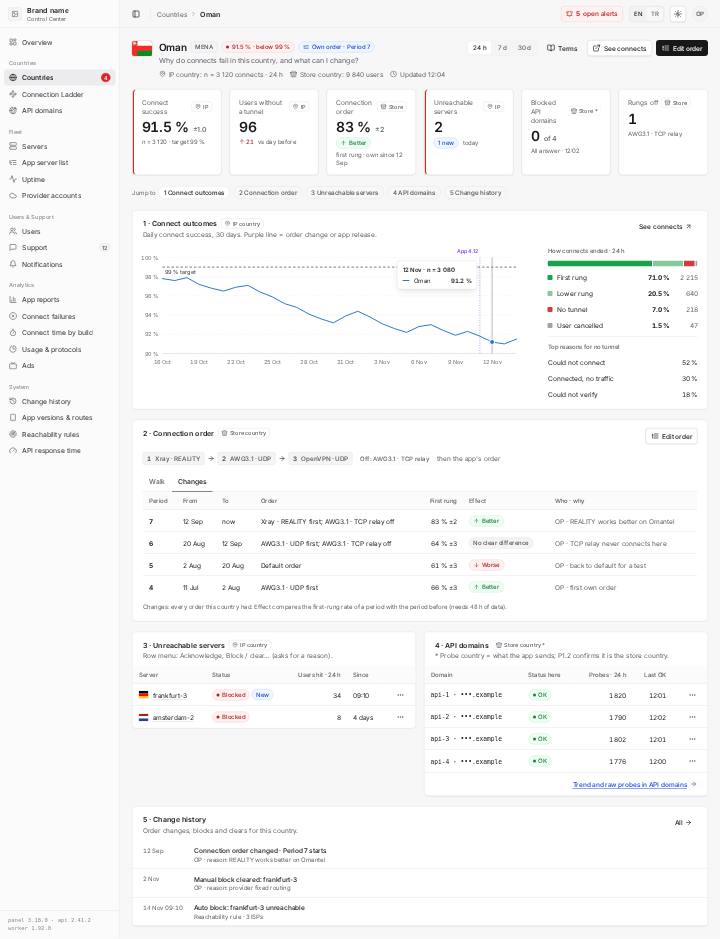 Brand name
Control Center
Overview
Countries
Countries 4
Connection Ladder
API domains
Fleet
Servers
App server list
Uptime
Provider accounts
Users & Support
Users
Support 12
Notifications
Analytics
App reports
Connect failures
Connect time by build
Usage & protocols
Ads
System
Change history
App versions & routes
Reachability rules
API response time
panel 3.18.0 · api 2.41.2
worker 1.92.0
Countries › Oman
5 open alerts EN TR OP
Oman MENA 91.5 % · below 99 % Own order · Period 7
24 h 7 d 30 d Terms See connects Edit order
Why do connects fail in this country, and what can I change?
IP country: n = 3 120 connects · 24 h Store country: 9 840 users Updated 12:04
Connect success IP
91.5 % ±1.0
n = 3 120 · target 99 %
Users without a tunnel IP
96
↑ 21 vs day before
Connection order Store
83 % ±2
↑ Better
first rung · own since 12 Sep
Unreachable servers IP
2
1 new today
Blocked API domains Store *
0 of 4
All answer · 12:02
Rungs off Store
1
AWG3.1 · TCP relay
Jump to 1 Connect outcomes 2 Connection order 3 Unreachable servers 4 API domains 5 Change history
1 · Connect outcomes IP country
See connects ↗
Daily connect success, 30 days. Purple line = order change or app release.
App 4.12
100 %
98 %
96 %
94 %
92 %
90 %
99 % target
12 Nov · n = 3 080
Oman 91.2 %
16 Oct 19 Oct 22 Oct 25 Oct 28 Oct 31 Oct 3 Nov 6 Nov 9 Nov 12 Nov
How connects ended · 24 h
First rung 71.0 % 2 215
Lower rung 20.5 % 640
No tunnel 7.0 % 218
User cancelled 1.5 % 47
Top reasons for no tunnel
Could not connect 52 %
Connected, no traffic 30 %
Could not verify 18 %
2 · Connection order Store country
Edit order
1 Xray · REALITY → 2 AWG3.1 · UDP → 3 OpenVPN · UDP Off: AWG3.1 · TCP relay then the app's order
Walk Changes
Period From To Order First rung Effect Who · why
7 12 Sep now Xray · REALITY first; AWG3.1 · TCP relay off 83 % ±2 ↑ Better OP · REALITY works better on Omantel
6 20 Aug 12 Sep AWG3.1 · UDP first; AWG3.1 · TCP relay off 64 % ±3 No clear difference OP · TCP relay never connects here
5 2 Aug 20 Aug Default order 61 % ±3 ↓ Worse OP · back to default for a test
4 11 Jul 2 Aug AWG3.1 · UDP first 66 % ±3 ↑ Better OP · first own order
Changes: every order this country had. Effect compares the first-rung rate of a period with the period before (needs 48 h of data).
3 · Unreachable servers IP country
Row menu: Acknowledge, Block / clear… (asks for a reason).
Server Status Users hit · 24 h Since
frankfurt-3 Blocked New 34 09:10 ···
amsterdam-2 Blocked 8 4 days ···
4 · API domains Store country *
* Probe country = what the app sends; P1.2 confirms it is the store country.
Domain Status here Probes · 24 h Last OK
api-1 · •••.example OK 1 820 12:01 ···
api-2 · •••.example OK 1 790 12:02 ···
api-3 · •••.example OK 1 802 12:01 ···
api-4 · •••.example OK 1 776 12:00 ···
Trend and raw probes in API domains →
5 · Change history
All →
Order changes, blocks and clears for this country.
12 Sep Connection order changed · Period 7 starts
OP · reason: REALITY works better on Omantel
2 Nov Manual block cleared: frankfurt-3
OP · reason: provider fixed routing
14 Nov 09:10 Auto block: frankfurt-3 unreachable
Reachability rule · 3 ISPs